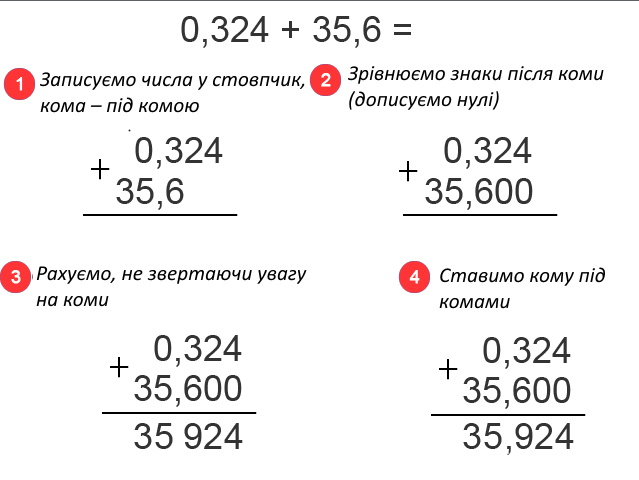 0,324 + 35,6 =
1 Записуємо числа у стовпчик,
кома – під комою
+ 0,324
35,6
2 Зрівнюємо знаки після коми
(дописуємо нулі)
+ 0,324
35,600
3 Рахуємо, не звертаючи увагу
на коми
+ 0,324
35,600
35 924
4 Ставимо кому під
комами
+ 0,324
35,600
35,924